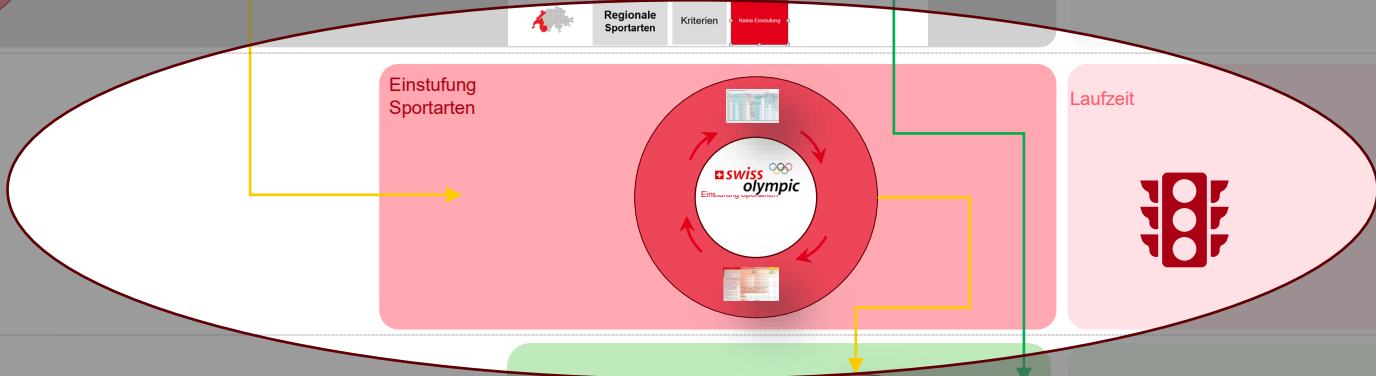 Regionale
Sportarten
Kriterien
Keine Einstufung
Einstufung
Sportarten
Laufzeit
swiss
olympic